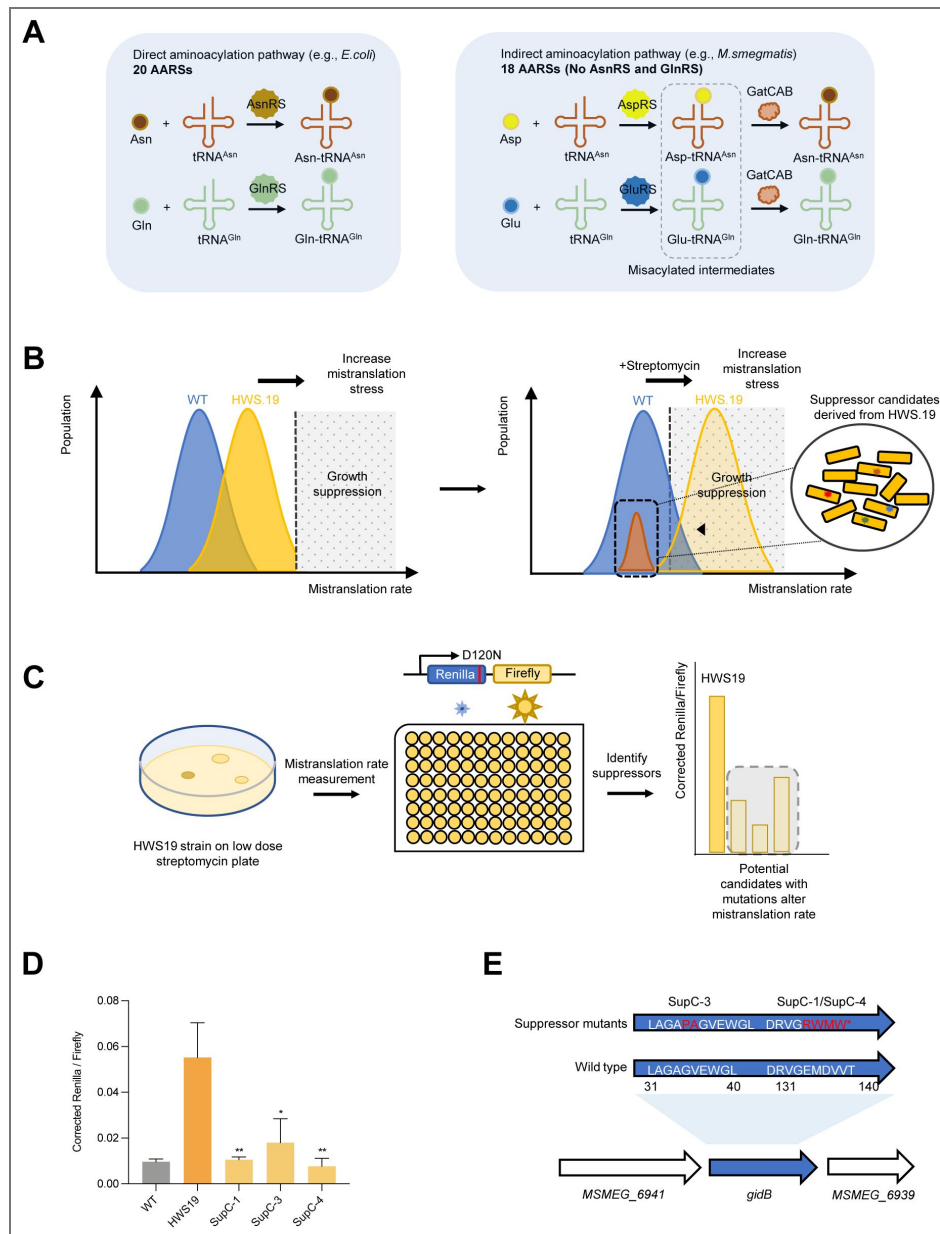 A
Direct aminoacylation pathway (e.g., E.coli)
20 AARSs
AsnRS
Asn
+
tRNAAsn
Asn-tRNAAsn
GlnRS
Gln
+
tRNAGln
Gln-tRNAGln
Indirect aminoacylation pathway (e.g., M.smegmatis)
18 AARSs (No AsnRS and GlnRS)
AspRS
GatCAB
Asp
+
tRNAAsn
Asp-tRNAAsn
Asn-tRNAAsn
GluRS
GatCAB
Glu
+
tRNAGln
Glu-tRNAGln
Gln-tRNAGln
Misacylated intermediates
B
Population
WT
HWS.19
Increase
mistranslation
stress
Growth
suppression
Mistranslation rate
Population
+Streptomycin
WT
HWS.19
Increase
mistranslation
stress
Growth
suppression
Mistranslation rate
Suppressor candidates
derived from HWS.19
C
HWS19 strain on low dose
streptomycin plate
Mistranslation rate
measurement
D120N
Renilla
Firefly
Identify
suppressors
Corrected Renilla/Firefly
HWS19
Potential
candidates with
mutations alter
mistranslation rate
D
Corrected Renilla / Firefly
0.08
0.06
0.04
0.02
0.00
**
*
**
WT
HWS19
SupC-1
SupC-3
SupC-4
E
SupC-3
SupC-1/SupC-4
Suppressor mutants
LAGAPAGVEWGL DRVGRWMW*
Wild type
LAGAGVEWGL DRVGEMDVVT
31 40 131 140
MSMEG_6941
gidB
MSMEG_6939